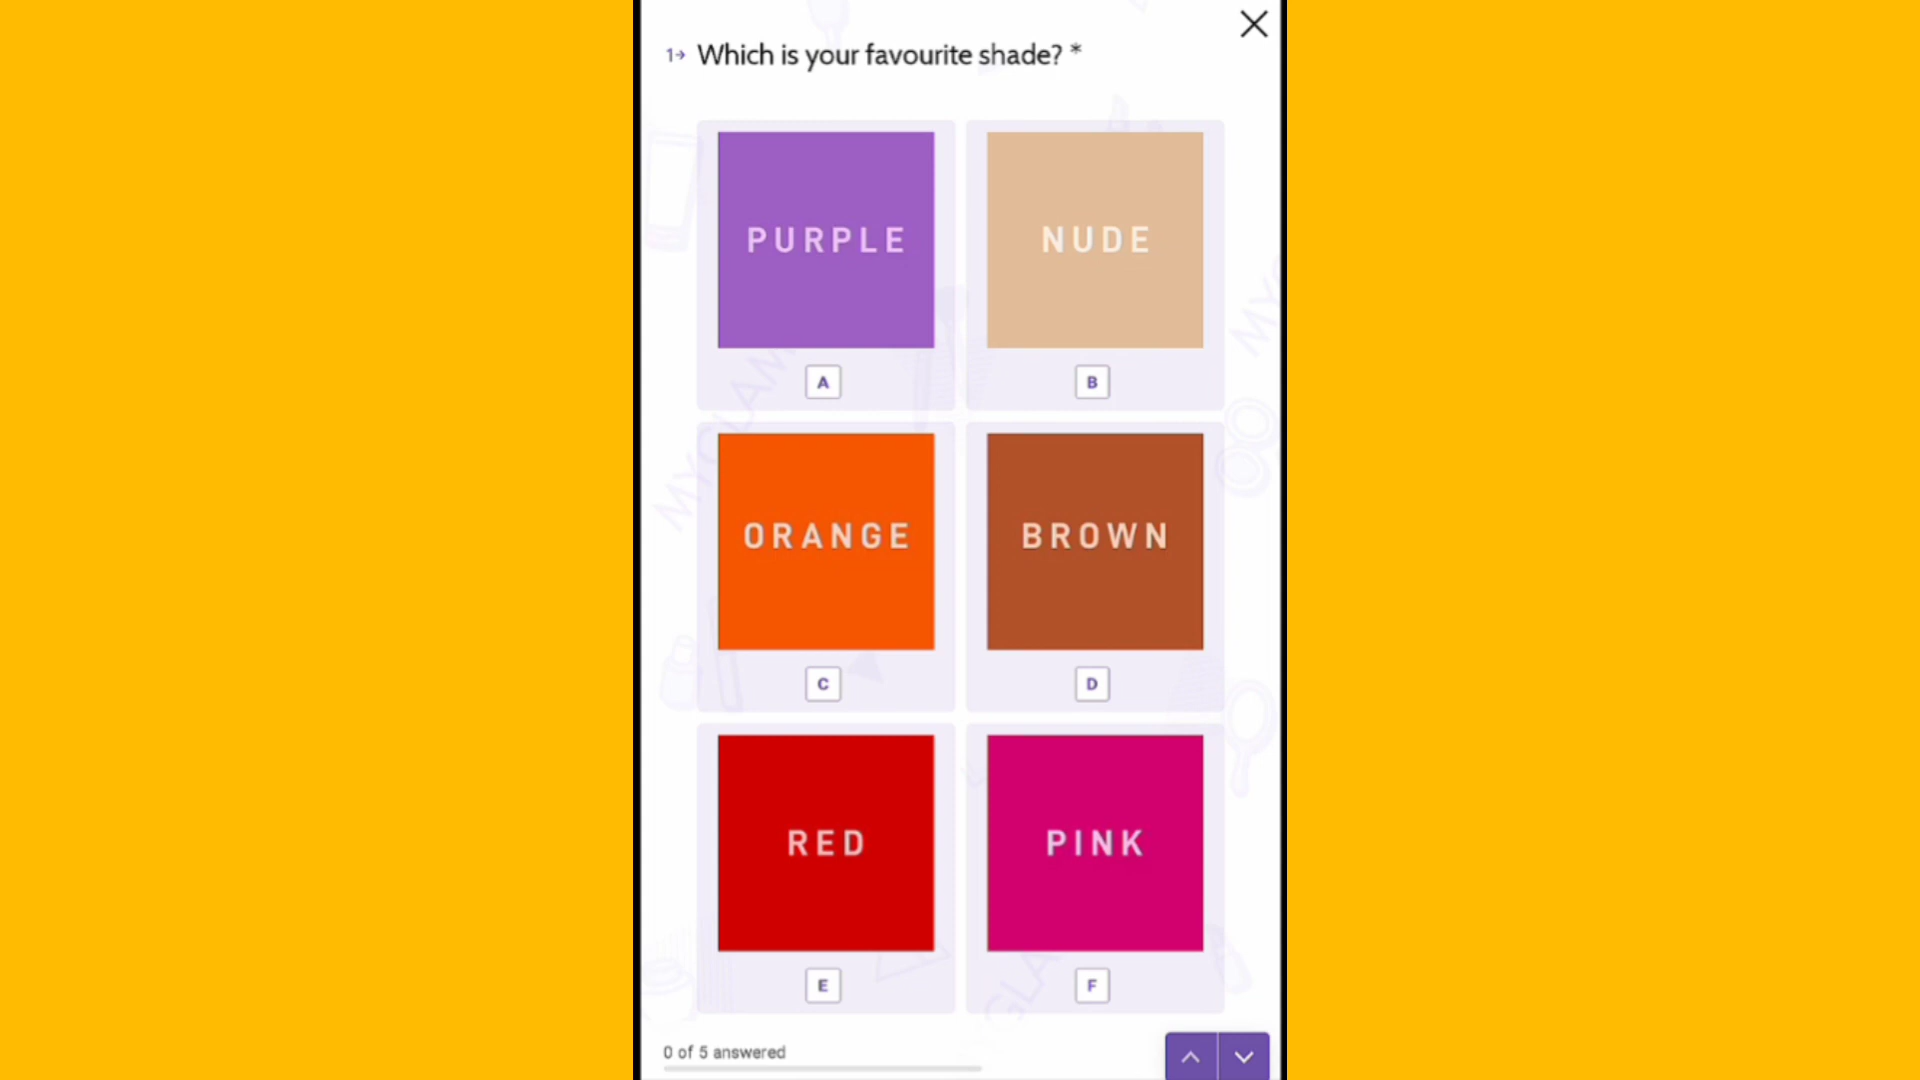 1→ Which is your favourite shade? *
PURPLE
NUDE
A
B
ORANGE
BROWN
C
D
RED
PINK
E
F
0 of 5 answered